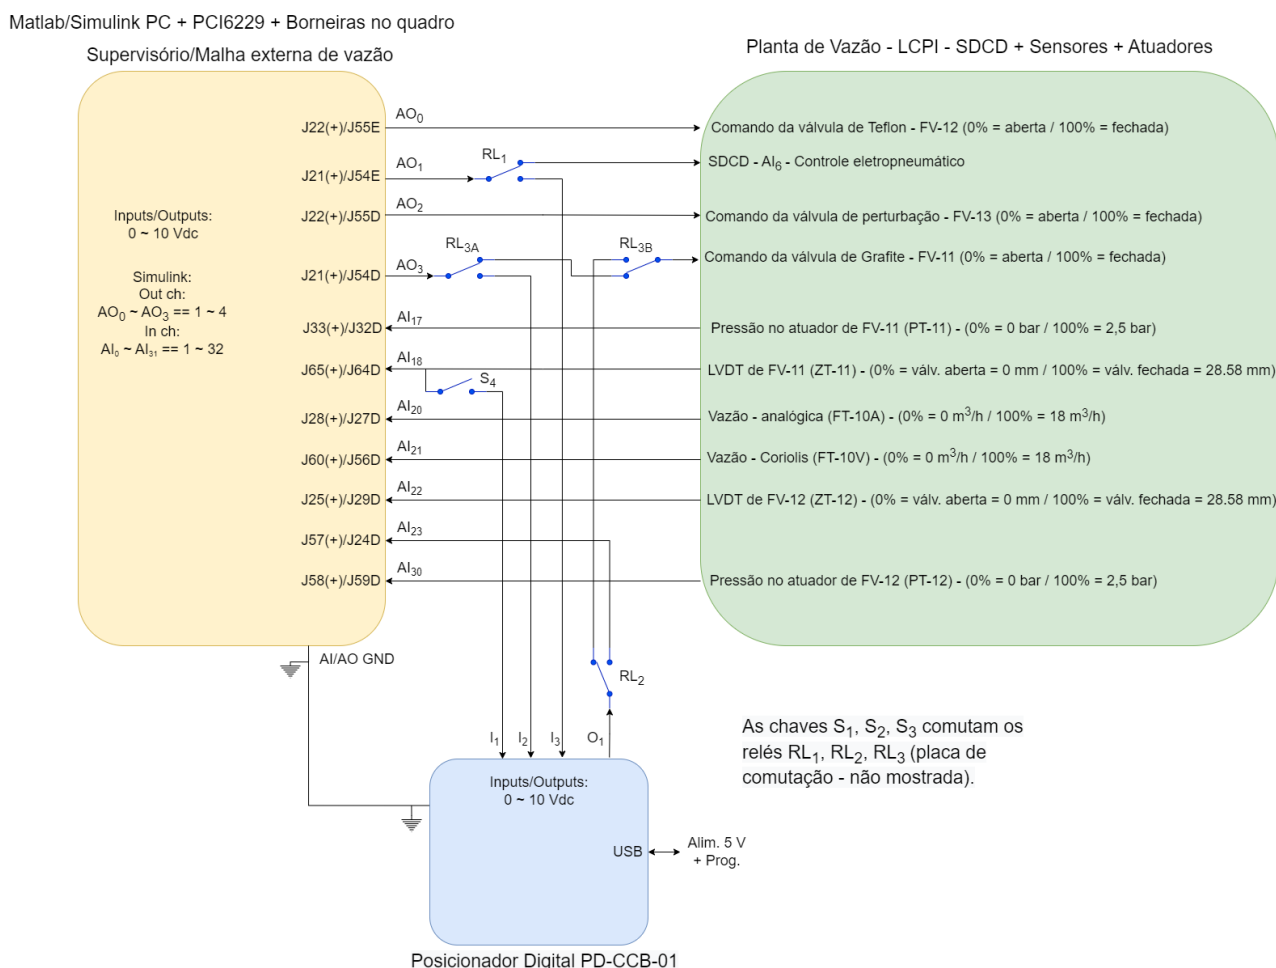 Matlab/Simulink PC + PCI6229 + Borneiras no quadro
Supervisório/Malha externa de vazão
Planta de Vazão - LCPI - SDCD + Sensores + Atuadores
J22(+)/J55E
AO0
Comando da válvula de Teflon - FV-12 (0% = aberta / 100% = fechada)
J21(+)/J54E
AO1
RL1
SDCD - AI6 - Controle eletropneumático
Inputs/Outputs:
0 ~ 10 Vdc
J22(+)/J55D
AO2
Comando da válvula de perturbação - FV-13 (0% = aberta / 100% = fechada)
Simulink:
Out ch:
AO0 ~ AO3 == 1 ~ 4
In ch:
AI0 ~ AI31 == 1 ~ 32
J21(+)/J54D
AO3
RL3A
RL3B
Comando da válvula de Grafite - FV-11 (0% = aberta / 100% = fechada)
J33(+)/J32D
AI17
Pressão no atuador de FV-11 (PT-11) - (0% = 0 bar / 100% = 2,5 bar)
J65(+)/J64D
AI18
S4
LVDT de FV-11 (ZT-11) - (0% = válv. aberta = 0 mm / 100% = válv. fechada = 28.58 mm)
J28(+)/J27D
AI20
Vazão - analógica (FT-10A) - (0% = 0 m3/h / 100% = 18 m3/h)
J60(+)/J56D
AI21
Vazão - Coriolis (FT-10V) - (0% = 0 m3/h / 100% = 18 m3/h)
J25(+)/J29D
AI22
LVDT de FV-12 (ZT-12) - (0% = válv. aberta = 0 mm / 100% = válv. fechada = 28.58 mm)
J57(+)/J24D
AI23
J58(+)/J59D
AI30
Pressão no atuador de FV-12 (PT-12) - (0% = 0 bar / 100% = 2,5 bar)
AI/AO GND
RL2
I1
I2
I3
O1
As chaves S1, S2, S3 comutam os
relés RL1, RL2, RL3 (placa de
comutação - não mostrada).
Inputs/Outputs:
0 ~ 10 Vdc
USB
Alim. 5 V
+ Prog.
Posicionador Digital PD-CCB-01